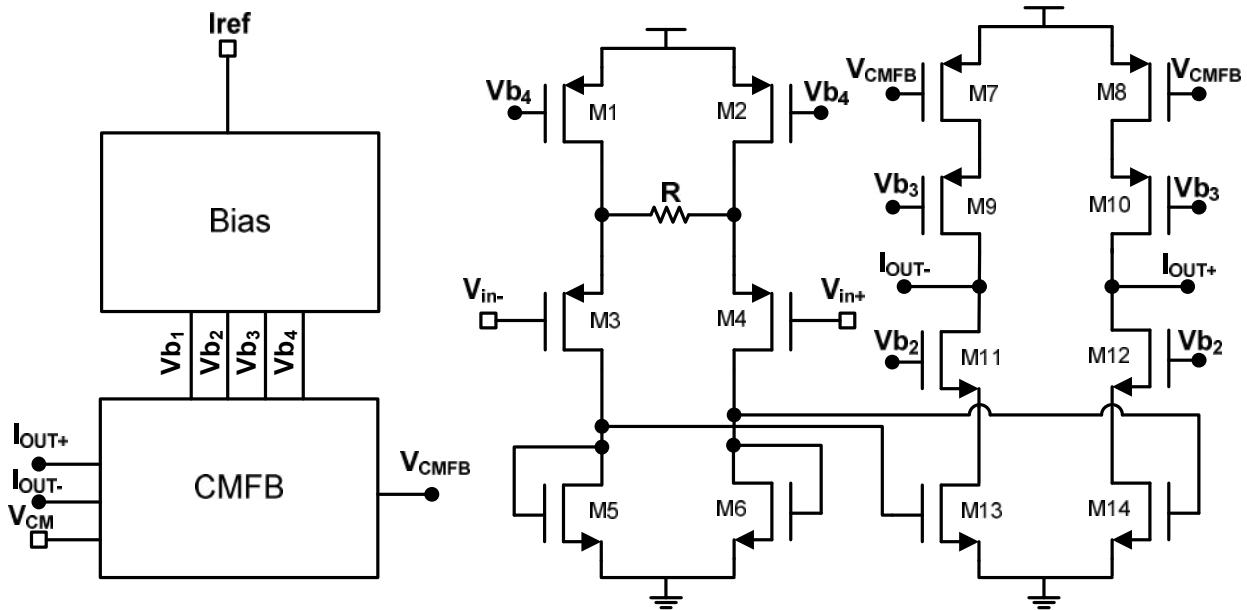 Iref
Bias
Vb1
Vb2
Vb3
Vb4
IOUT+
IOUT-
VCM
CMFB
VCMFB
Vb4
M1
M2
Vb4
R
Vin-
M3
M4
Vin+
M5
M6
VCMFB
M7
M8
VCMFB
Vb3
M9
M10
Vb3
IOUT-
IOUT+
Vb2
M11
M12
Vb2
M13
M14